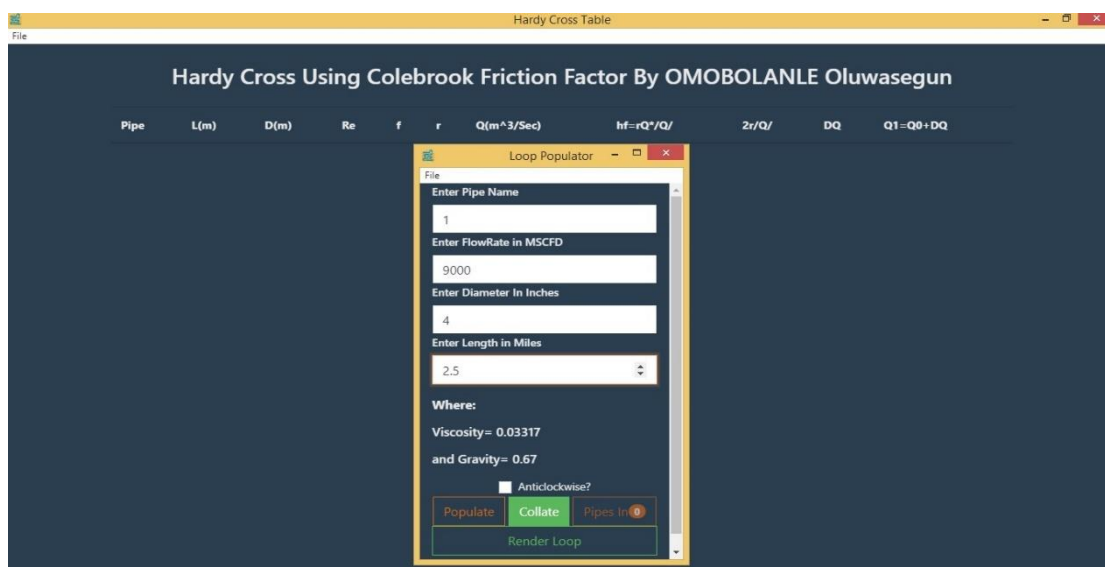 Hardy Cross Table
File
Hardy Cross Using Colebrook Friction Factor By OMOBOLANLE Oluwasegun
Pipe L(m) D(m) Re f r Q(m^3/Sec) hf=rQ*/Q/ 2r/Q/ DQ Q1=Q0+DQ
Loop Populator
File
Enter Pipe Name
1
Enter FlowRate in MSCFD
9000
Enter Diameter In Inches
4
Enter Length in Miles
2.5
Where:
Viscosity= 0.03317
and Gravity= 0.67
Anticlockwise?
Populate Collate Pipes In 0
Render Loop